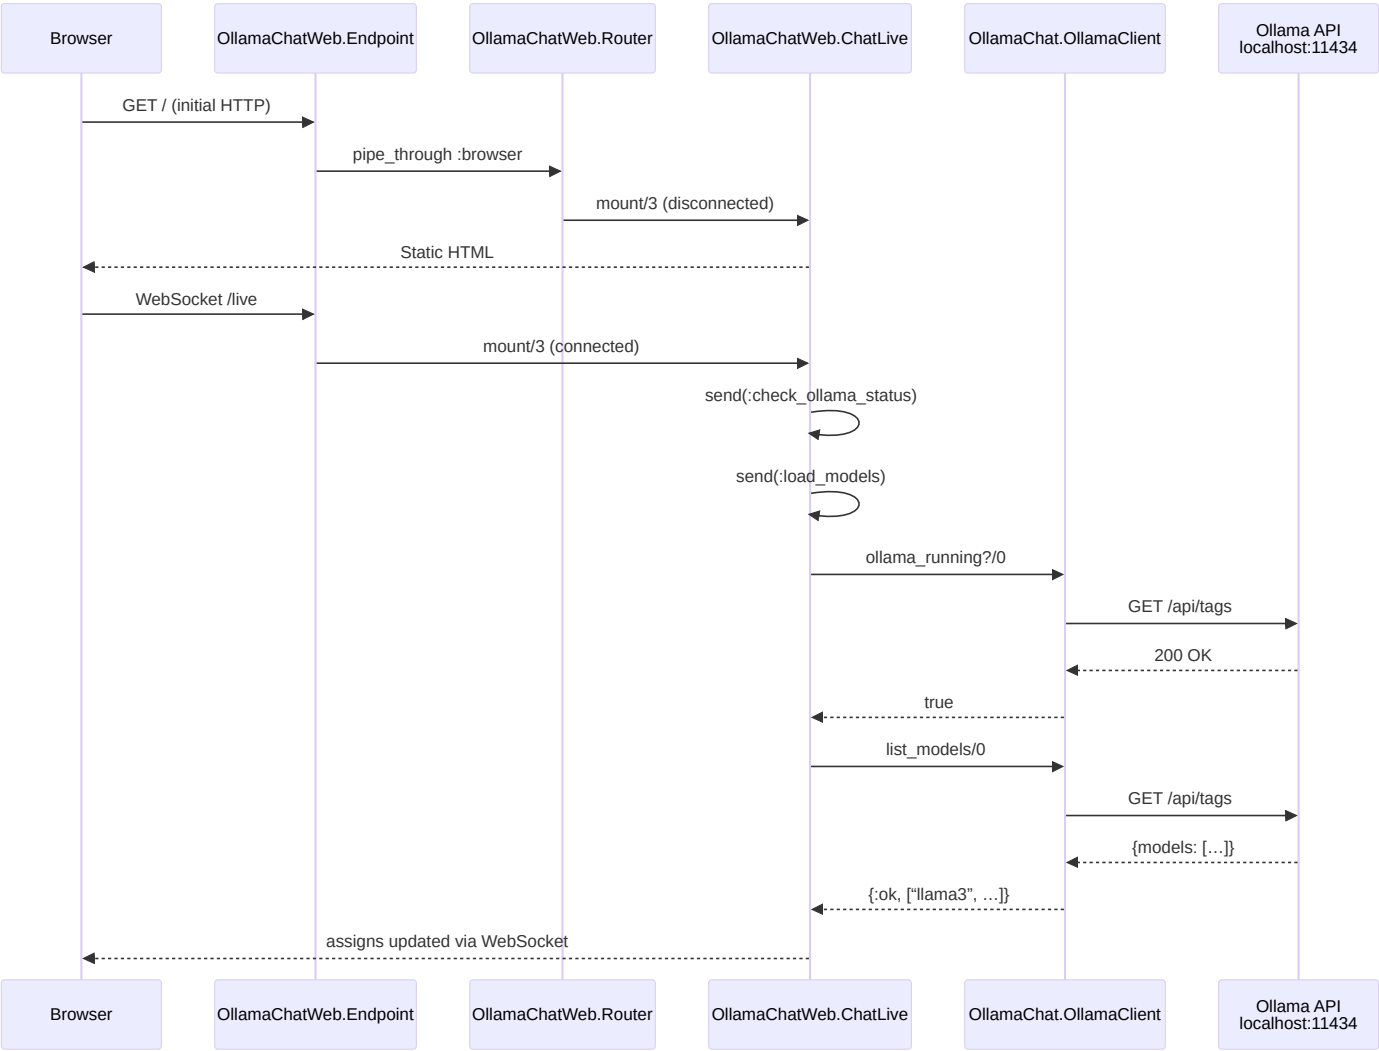 Browser
OllamaChatWeb.Endpoint
OllamaChatWeb.Router
OllamaChatWeb.ChatLive
OllamaChat.OllamaClient
Ollama API
localhost:11434
GET / (initial HTTP)
pipe_through :browser
mount/3 (disconnected)
Static HTML
WebSocket /live
mount/3 (connected)
send(:check_ollama_status)
send(:load_models)
ollama_running?/0
GET /api/tags
200 OK
true
list_models/0
GET /api/tags
{models: […]}
{:ok, [“llama3”, …]}
assigns updated via WebSocket
Browser
OllamaChatWeb.Endpoint
OllamaChatWeb.Router
OllamaChatWeb.ChatLive
OllamaChat.OllamaClient
Ollama API
localhost:11434